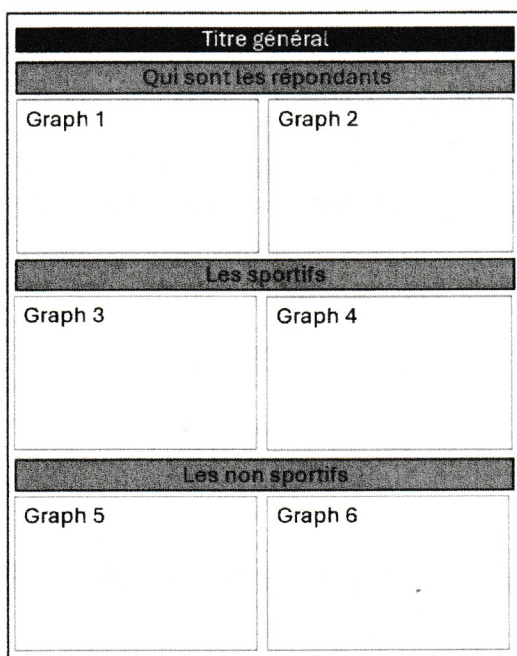 Titre général
Qui sont les répondants
Graph 1
Graph 2
Les sportifs
Graph 3
Graph 4
Les non sportifs
Graph 5
Graph 6